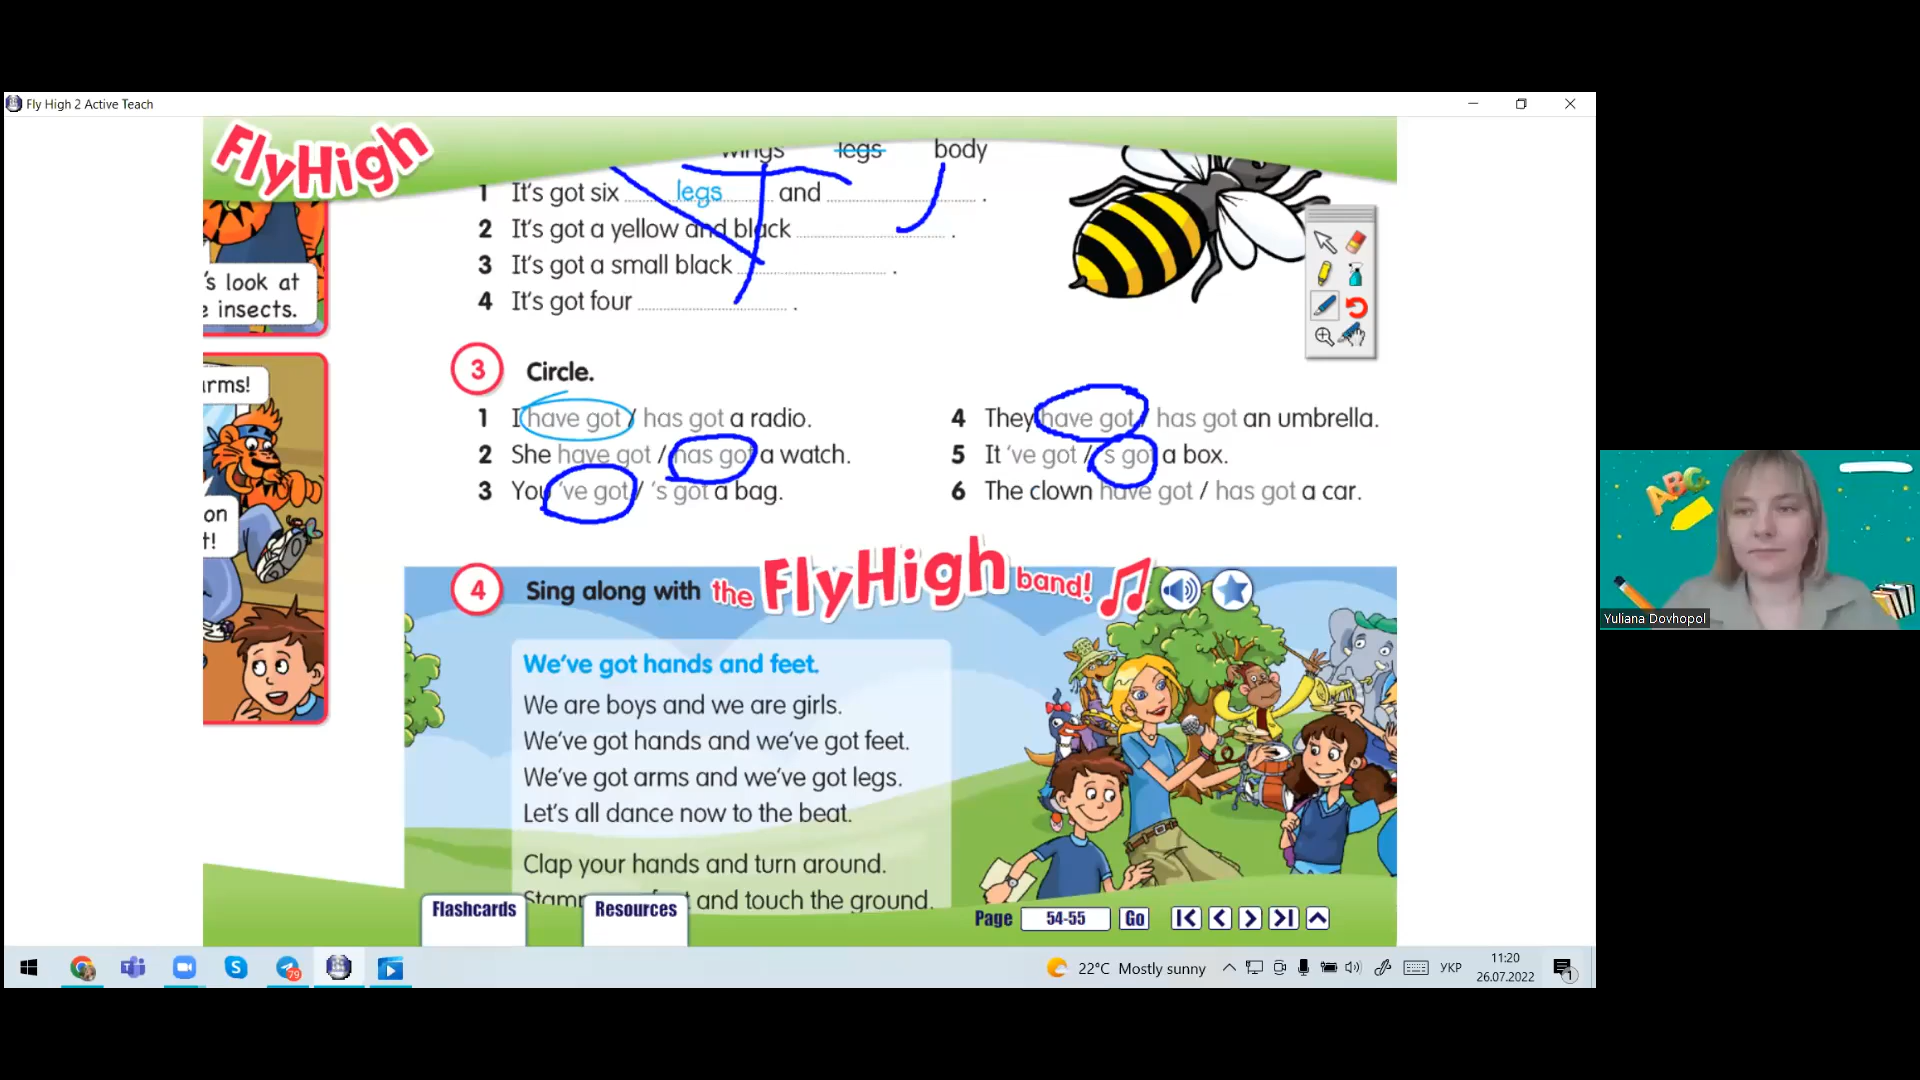 Fly High 2 Active Teach
FlyHigh
wings legs body
1 It's got six legs and .
2 It's got a yellow and black .
3 It's got a small black .
4 It's got four .
's look at
insects.
arms!
on
t!
3 Circle.
1 I have got / has got a radio.
2 She have got / has got a watch.
3 You 've got / 's got a bag.
4 They have got / has got an umbrella.
5 It 've got / 's got a box.
6 The clown have got / has got a car.
4 Sing along with the FlyHigh band!
We've got hands and feet.
We are boys and we are girls.
We've got hands and we've got feet.
We've got arms and we've got legs.
Let's all dance now to the beat.
Clap your hands and turn around.
and touch the ground.
Flashcards
Resources
Page 54-55 Go
ABC
Yuliana Dovhopol
79
22°C Mostly sunny
УКР
11:20
26.07.2022
1